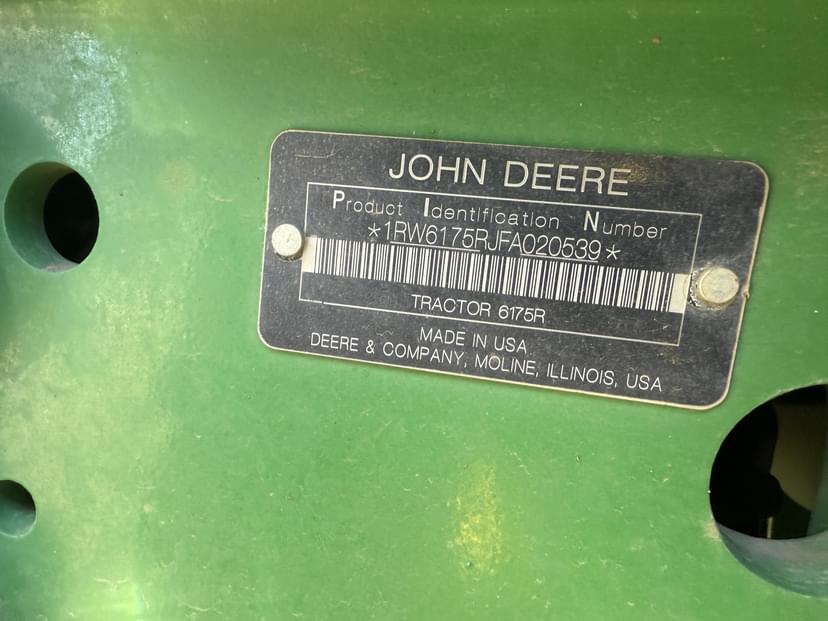 JOHN DEERE
Product Identification Number
*1RW6175RJFA020539*
TRACTOR 6175R
MADE IN USA
DEERE & COMPANY, MOLINE, ILLINOIS, USA